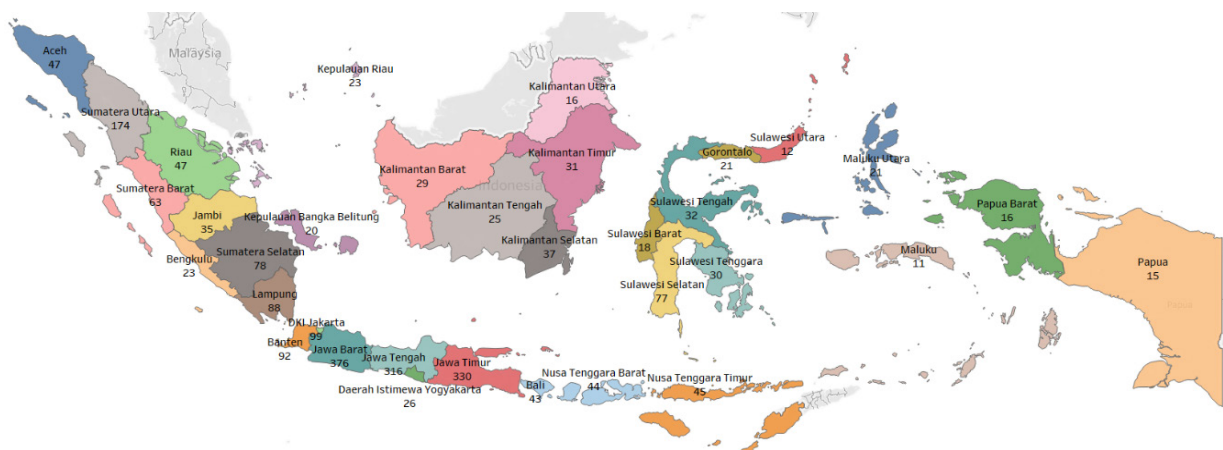 Aceh
47
Malaysia
Sumatera Utara
174
Riau
47
Kepulauan Riau
23
Sumatera Barat
63
Jambi
35
Kepulauan Bangka Belitung
20
Bengkulu
23
Sumatera Selatan
78
Lampung
88
DKI Jakarta
99
Banten
92
Jawa Barat
376
Jawa Tengah
316
Daerah Istimewa Yogyakarta
26
Jawa Timur
330
Bali
43
Nusa Tenggara Barat
44
Nusa Tenggara Timur
45
Kalimantan Utara
16
Kalimantan Timur
31
Kalimantan Barat
29
Indonesia
Kalimantan Tengah
25
Kalimantan Selatan
37
Sulawesi Utara
12
Gorontalo
21
Sulawesi Tengah
32
Sulawesi Barat
18
Sulawesi Tenggara
30
Sulawesi Selatan
77
Maluku Utara
21
Maluku
11
Papua Barat
16
Papua
15
Papua